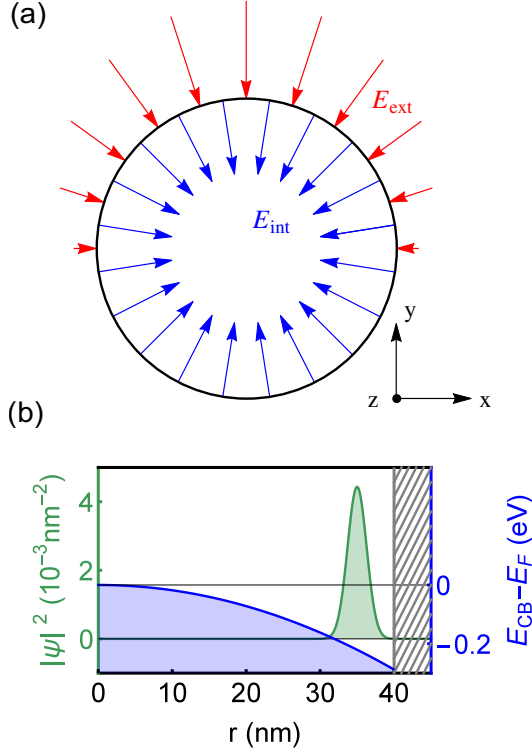 (a)
E_ext
E_int
y
z
x
(b)
|ψ|² (10⁻³nm⁻²)
4
2
0
0
−0.2
E_CB−E_F (eV)
0
10
20
30
40
r (nm)